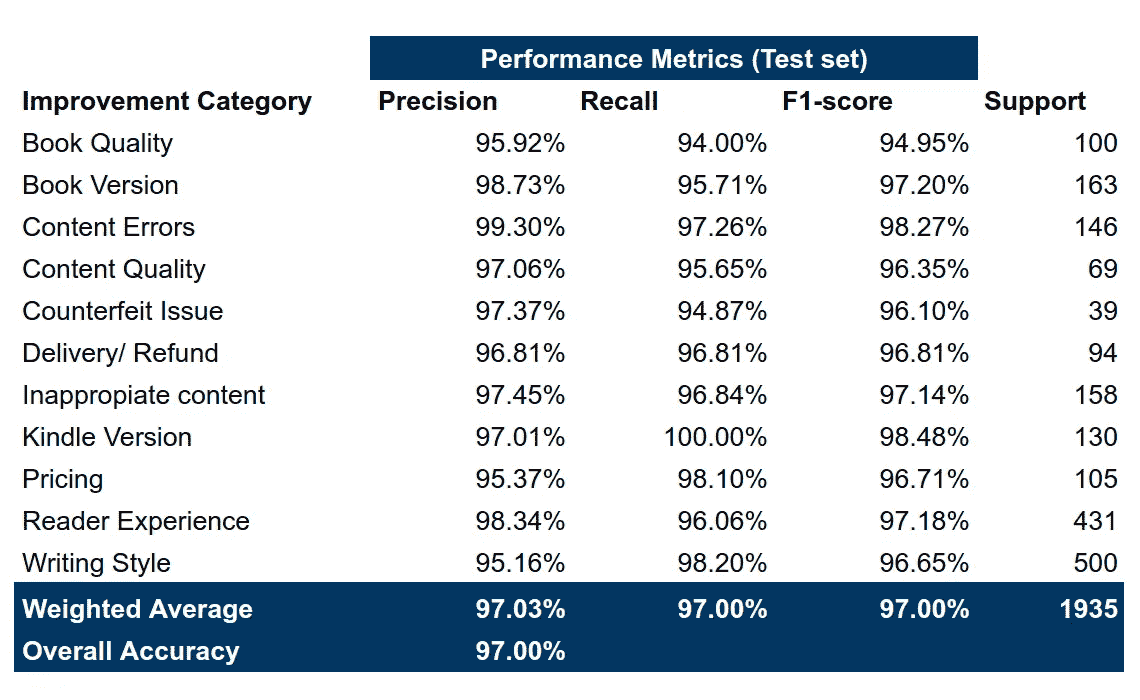 Performance Metrics (Test set)
Improvement Category Precision Recall F1-score Support
Book Quality 95.92% 94.00% 94.95% 100
Book Version 98.73% 95.71% 97.20% 163
Content Errors 99.30% 97.26% 98.27% 146
Content Quality 97.06% 95.65% 96.35% 69
Counterfeit Issue 97.37% 94.87% 96.10% 39
Delivery/ Refund 96.81% 96.81% 96.81% 94
Inappropiate content 97.45% 96.84% 97.14% 158
Kindle Version 97.01% 100.00% 98.48% 130
Pricing 95.37% 98.10% 96.71% 105
Reader Experience 98.34% 96.06% 97.18% 431
Writing Style 95.16% 98.20% 96.65% 500
Weighted Average 97.03% 97.00% 97.00% 1935
Overall Accuracy 97.00%